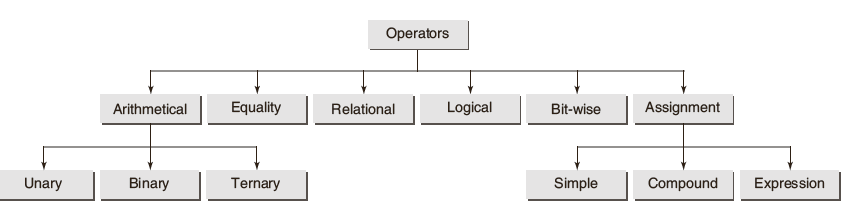 Operators
Arithmetical Equality Relational Logical Bit-wise Assignment
Unary Binary Ternary Simple Compound Expression